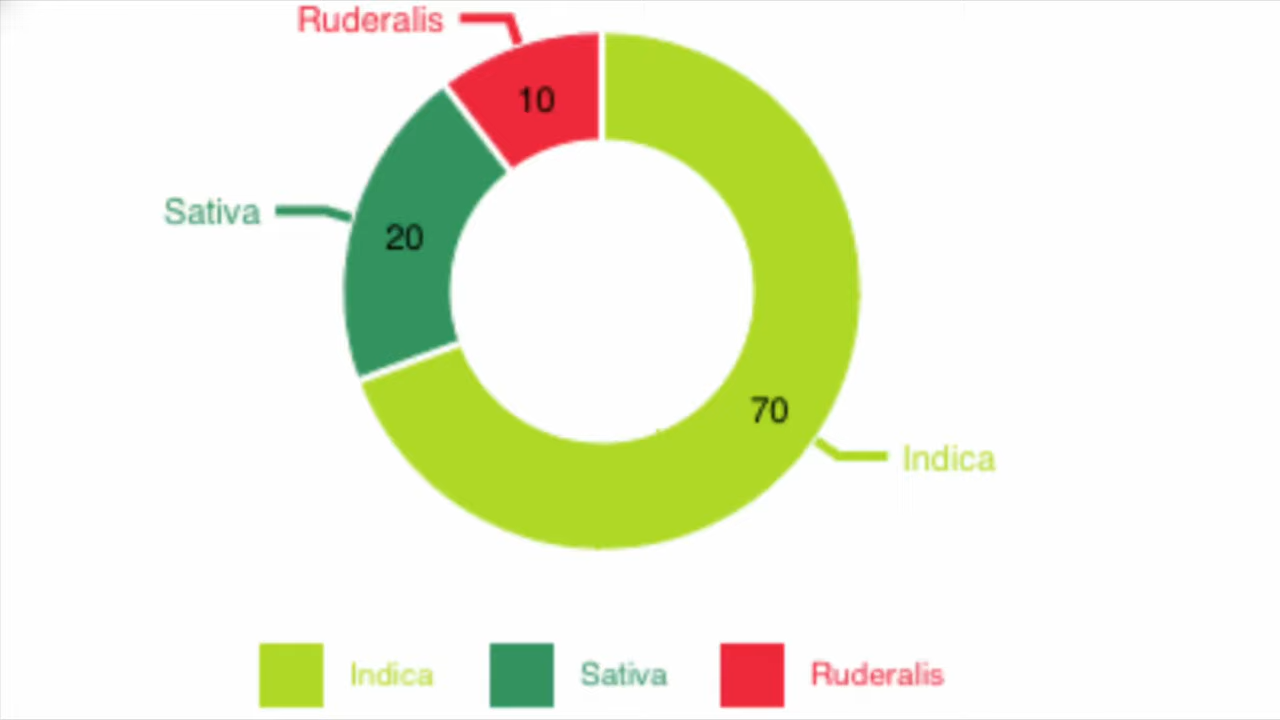 Ruderalis
10
Sativa
20
70
Indica
Indica Sativa Ruderalis